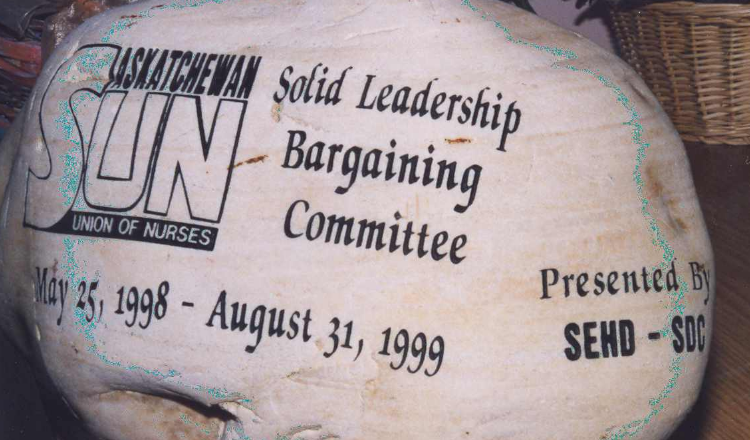 SASKATCHEWAN
SUN
UNION OF NURSES
Solid Leadership
Bargaining
Committee
May 25, 1998 - August 31, 1999
Presented By
SEHD - SDC